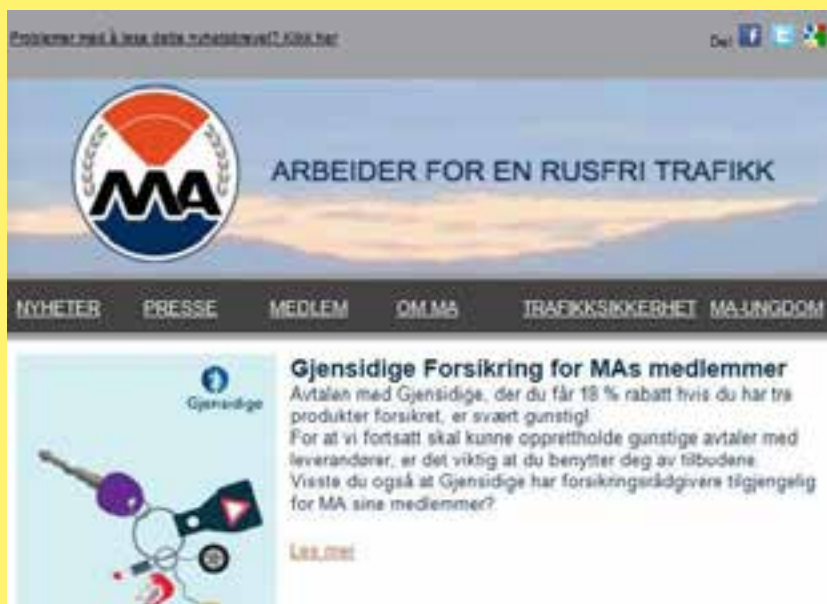 Problemer med å lese dette nyhetsbrevet? Klikk her
Del
MA
ARBEIDER FOR EN RUSFRI TRAFIKK
NYHETER PRESSE MEDLEM OM MA TRAFIKKSIKKERHET MA-UNGDOM
Gjensidige
Gjensidige Forsikring for MAs medlemmer
Avtalen med Gjensidige, der du får 18 % rabatt hvis du har tre
produkter forsikret, er svært gunstig!
For at vi fortsatt skal kunne opprettholde gunstige avtaler med
leverandører, er det viktig at du benytter deg av tilbudene.
Visste du også at Gjensidige har forsikringsrådgivere tilgjengelig
for MA sine medlemmer?
Les mer